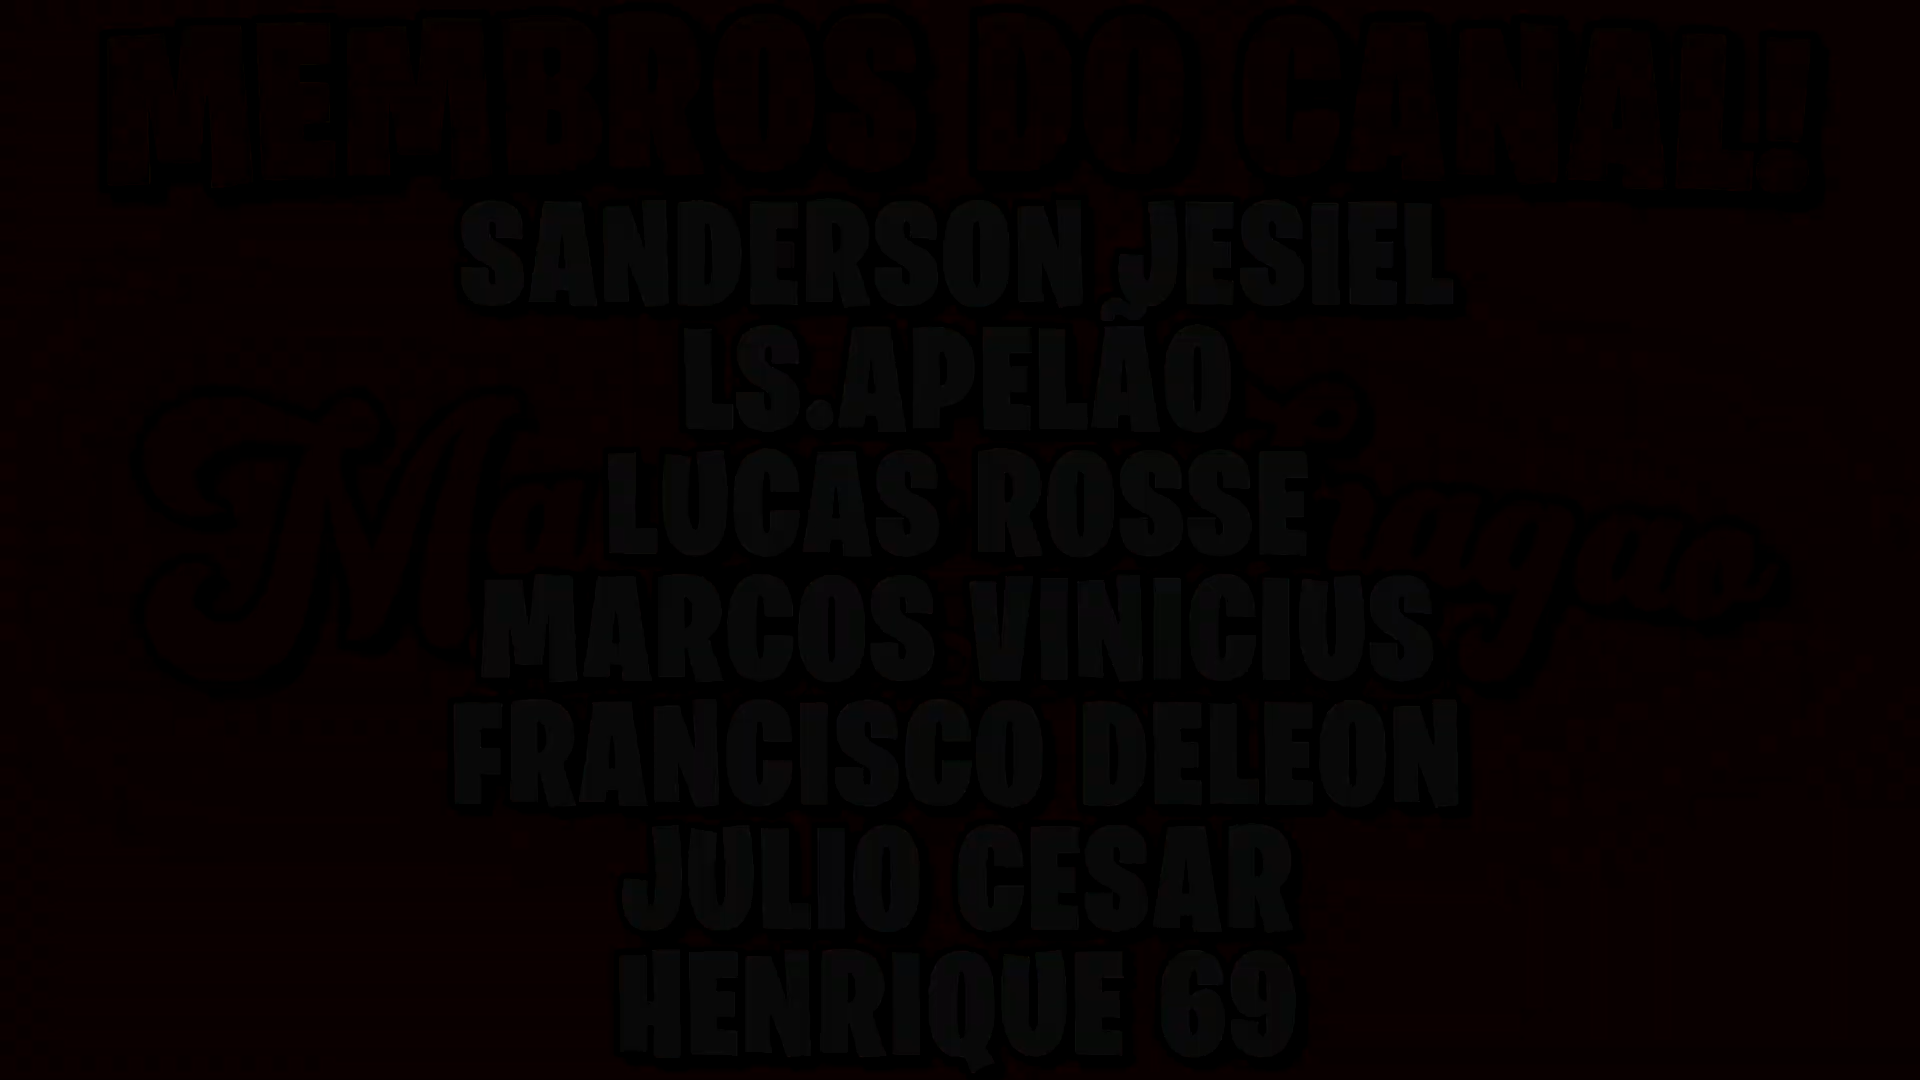 MEMBROS DO CANAL!
SANDERSON JESIEL
LS.APELÃO
LUCAS ROSSE
MARCOS VINICIUS
FRANCISCO DELEON
JULIO CESAR
HENRIQUE 69